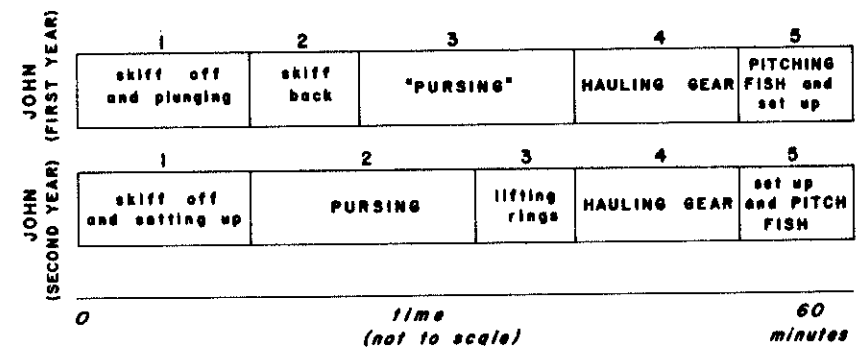 JOHN
(FIRST YEAR)
1
2
3
4
5
skiff off
and plunging
skiff
back
"PURSING"
HAULING GEAR
PITCHING
FISH and
set up
JOHN
(SECOND YEAR)
1
2
3
4
5
skiff off
and setting up
PURSING
lifting
rings
HAULING GEAR
set up
and PITCH
FISH
0
time
(not to scale)
60
minutes